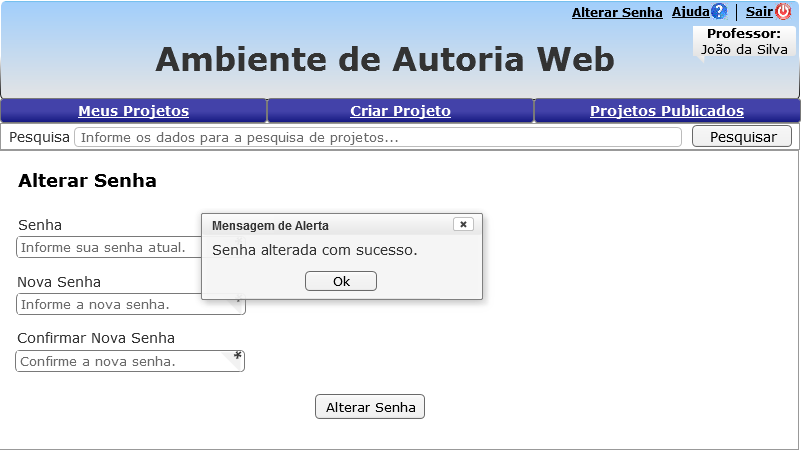 Alterar Senha Ajuda? Sair
Professor:
João da Silva
Ambiente de Autoria Web
Meus Projetos Criar Projeto Projetos Publicados
Pesquisa Informe os dados para a pesquisa de projetos... Pesquisar
Alterar Senha
Senha
Informe sua senha atual.
Mensagem de Alerta
Senha alterada com sucesso.
Ok
Nova Senha
Informe a nova senha.
Confirmar Nova Senha
Confirme a nova senha. *
Alterar Senha